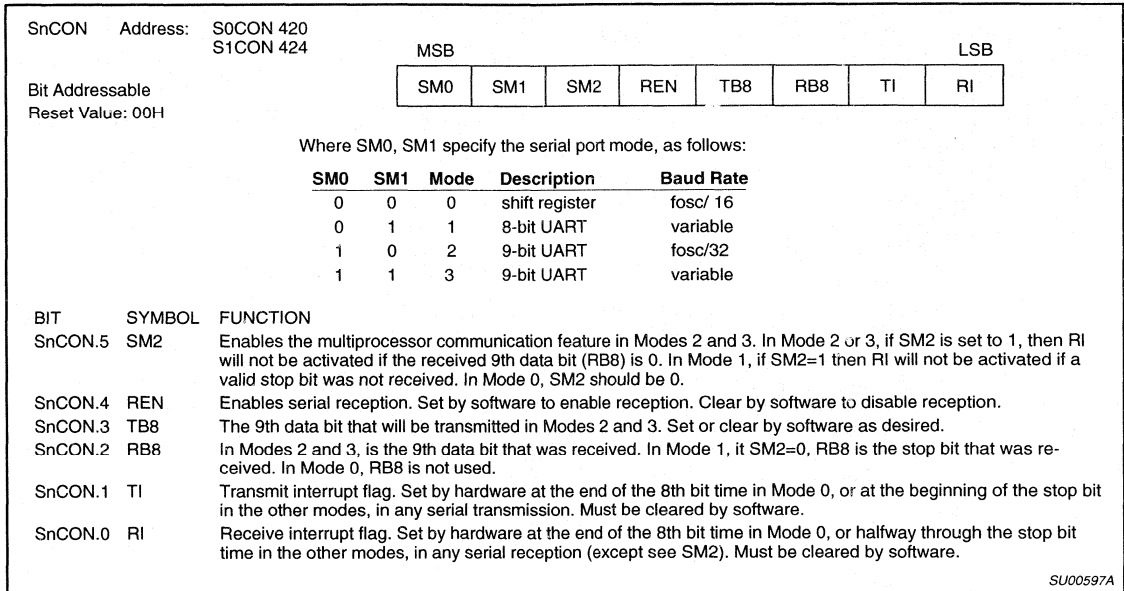 SnCON Address: S0CON 420
S1CON 424
MSB LSB
Bit Addressable
Reset Value: 00H
SM0 SM1 SM2 REN TB8 RB8 TI RI
Where SM0, SM1 specify the serial port mode, as follows:
SM0 SM1 Mode Description Baud Rate
0 0 0 shift register fosc/ 16
0 1 1 8-bit UART variable
1 0 2 9-bit UART fosc/32
1 1 3 9-bit UART variable
BIT SYMBOL FUNCTION
SnCON.5 SM2 Enables the multiprocessor communication feature in Modes 2 and 3. In Mode 2 or 3, if SM2 is set to 1, then RI
will not be activated if the received 9th data bit (RB8) is 0. In Mode 1, if SM2=1 then RI will not be activated if a
valid stop bit was not received. In Mode 0, SM2 should be 0.
SnCON.4 REN Enables serial reception. Set by software to enable reception. Clear by software to disable reception.
SnCON.3 TB8 The 9th data bit that will be transmitted in Modes 2 and 3. Set or clear by software as desired.
SnCON.2 RB8 In Modes 2 and 3, is the 9th data bit that was received. In Mode 1, it SM2=0, RB8 is the stop bit that was re-
ceived. In Mode 0, RB8 is not used.
SnCON.1 TI Transmit interrupt flag. Set by hardware at the end of the 8th bit time in Mode 0, or at the beginning of the stop bit
in the other modes, in any serial transmission. Must be cleared by software.
SnCON.0 RI Receive interrupt flag. Set by hardware at the end of the 8th bit time in Mode 0, or halfway through the stop bit
time in the other modes, in any serial reception (except see SM2). Must be cleared by software.
SU00597A